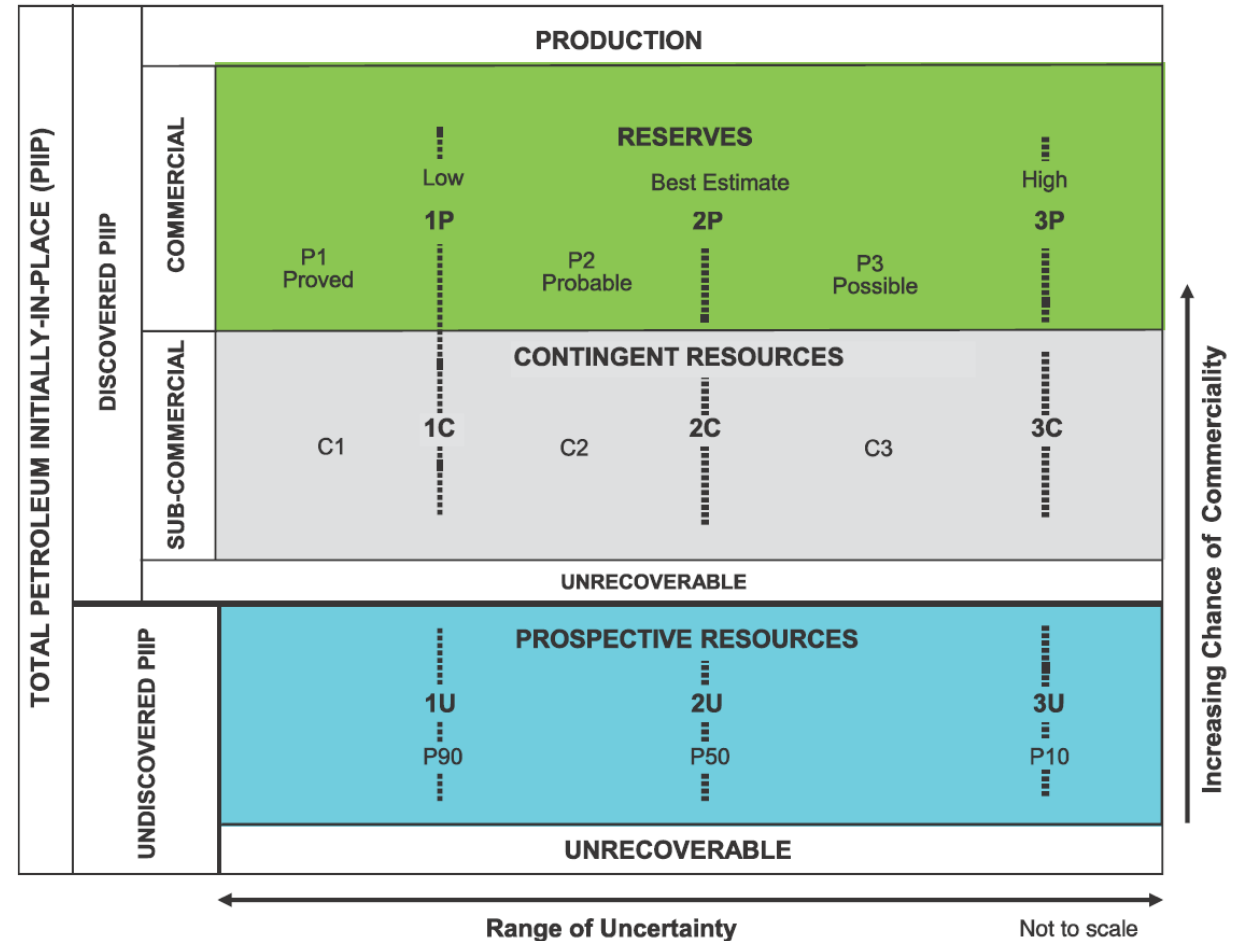 TOTAL PETROLEUM INITIALLY-IN-PLACE (PIIP)
DISCOVERED PIIP
UNDISCOVERED PIIP
COMMERCIAL
SUB-COMMERCIAL
PRODUCTION
RESERVES
Low
Best Estimate
High
1P
2P
3P
P1
Proved
P2
Probable
P3
Possible
CONTINGENT RESOURCES
1C
2C
3C
C1
C2
C3
UNRECOVERABLE
PROSPECTIVE RESOURCES
1U
2U
3U
P90
P50
P10
UNRECOVERABLE
Increasing Chance of Commerciality
Range of Uncertainty
Not to scale